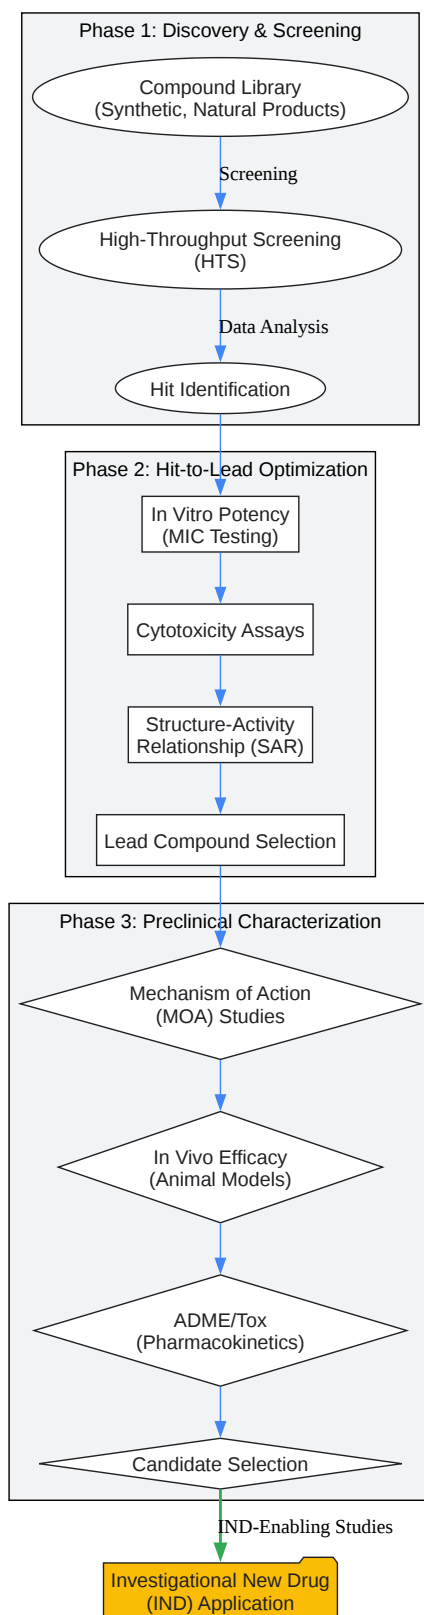 Phase 1: Discovery & Screening
Compound Library
(Synthetic, Natural Products)
Screening
High-Throughput Screening
(HTS)
Data Analysis
Hit Identification
Phase 2: Hit-to-Lead Optimization
In Vitro Potency
(MIC Testing)
Cytotoxicity Assays
Structure-Activity
Relationship (SAR)
Lead Compound Selection
Phase 3: Preclinical Characterization
Mechanism of Action
(MOA) Studies
In Vivo Efficacy
(Animal Models)
ADME/Tox
(Pharmacokinetics)
Candidate Selection
IND-Enabling Studies
Investigational New Drug
(IND) Application